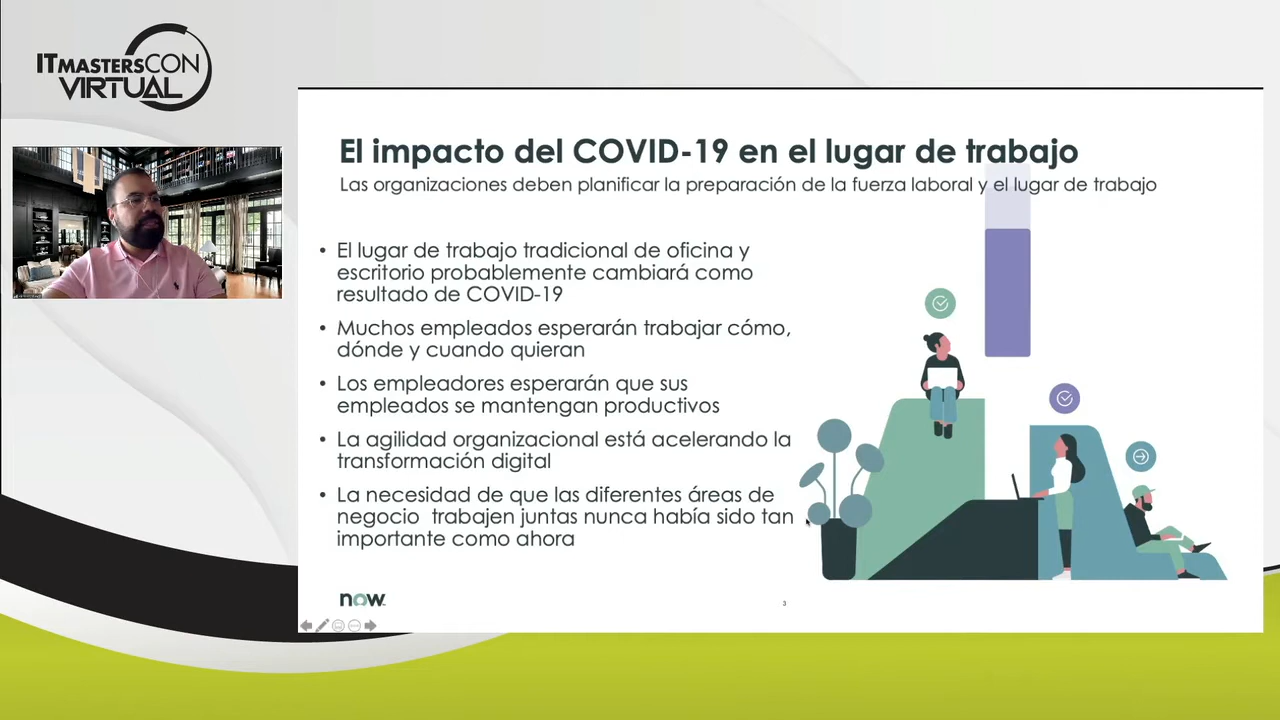 ITMASTERSCON
VIRTUAL
El impacto del COVID-19 en el lugar de trabajo
Las organizaciones deben planificar la preparación de la fuerza laboral y el lugar de trabajo
• El lugar de trabajo tradicional de oficina y
escritorio probablemente cambiará como
resultado de COVID-19
• Muchos empleados esperarán trabajar cómo,
dónde y cuando quieran
• Los empleadores esperarán que sus
empleados se mantengan productivos
• La agilidad organizacional está acelerando la
transformación digital
• La necesidad de que las diferentes áreas de
negocio  trabajen juntas nunca había sido tan
importante como ahora
now
3